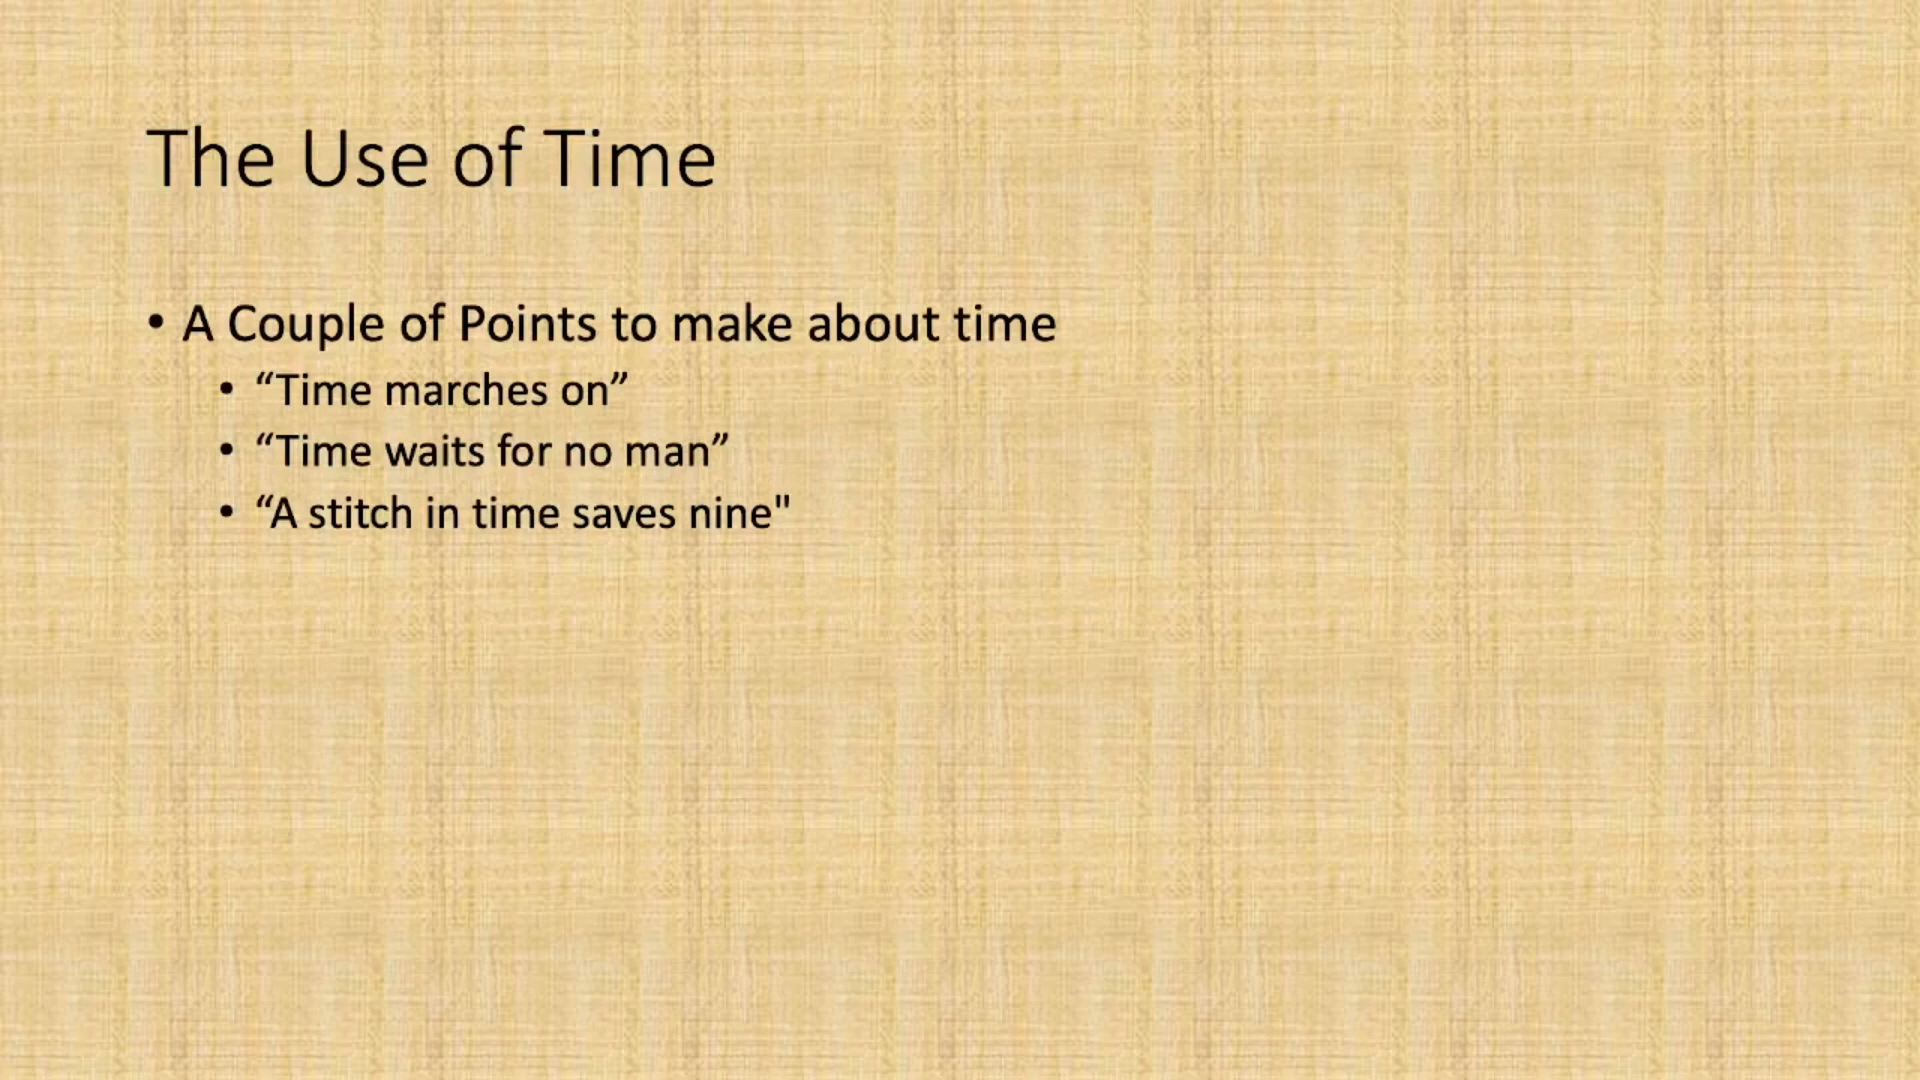 The Use of Time
• A Couple of Points to make about time
• “Time marches on”
• “Time waits for no man”
• “A stitch in time saves nine"